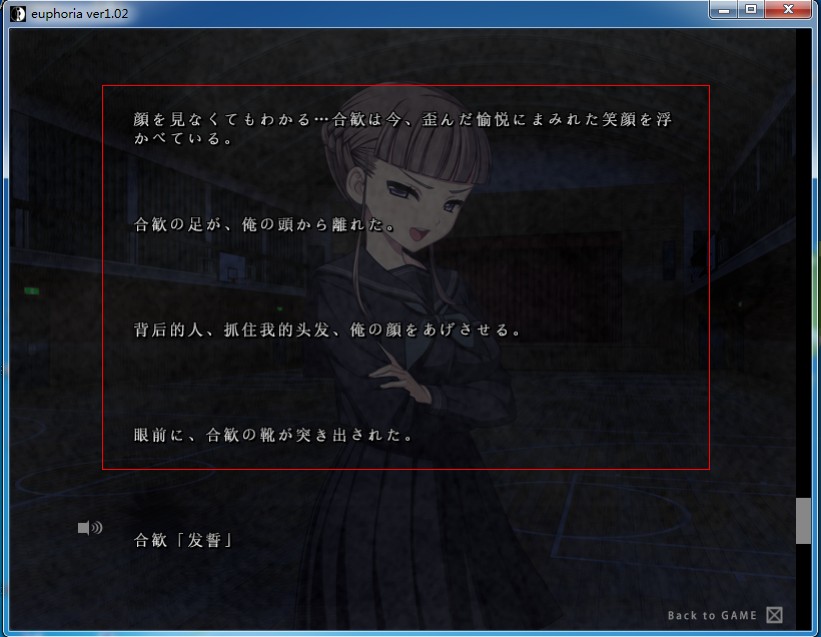 euphoria ver1.02
顔を見なくてもわかる…合歓は今、歪んだ愉悦にまみれた笑顔を浮
かべている。
合歓の足が、俺の頭から離れた。
背后的人、抓住我的头发、俺の顔をあげさせる。
眼前に、合歓の靴が突き出された。
合歓「发誓」
Back to GAME